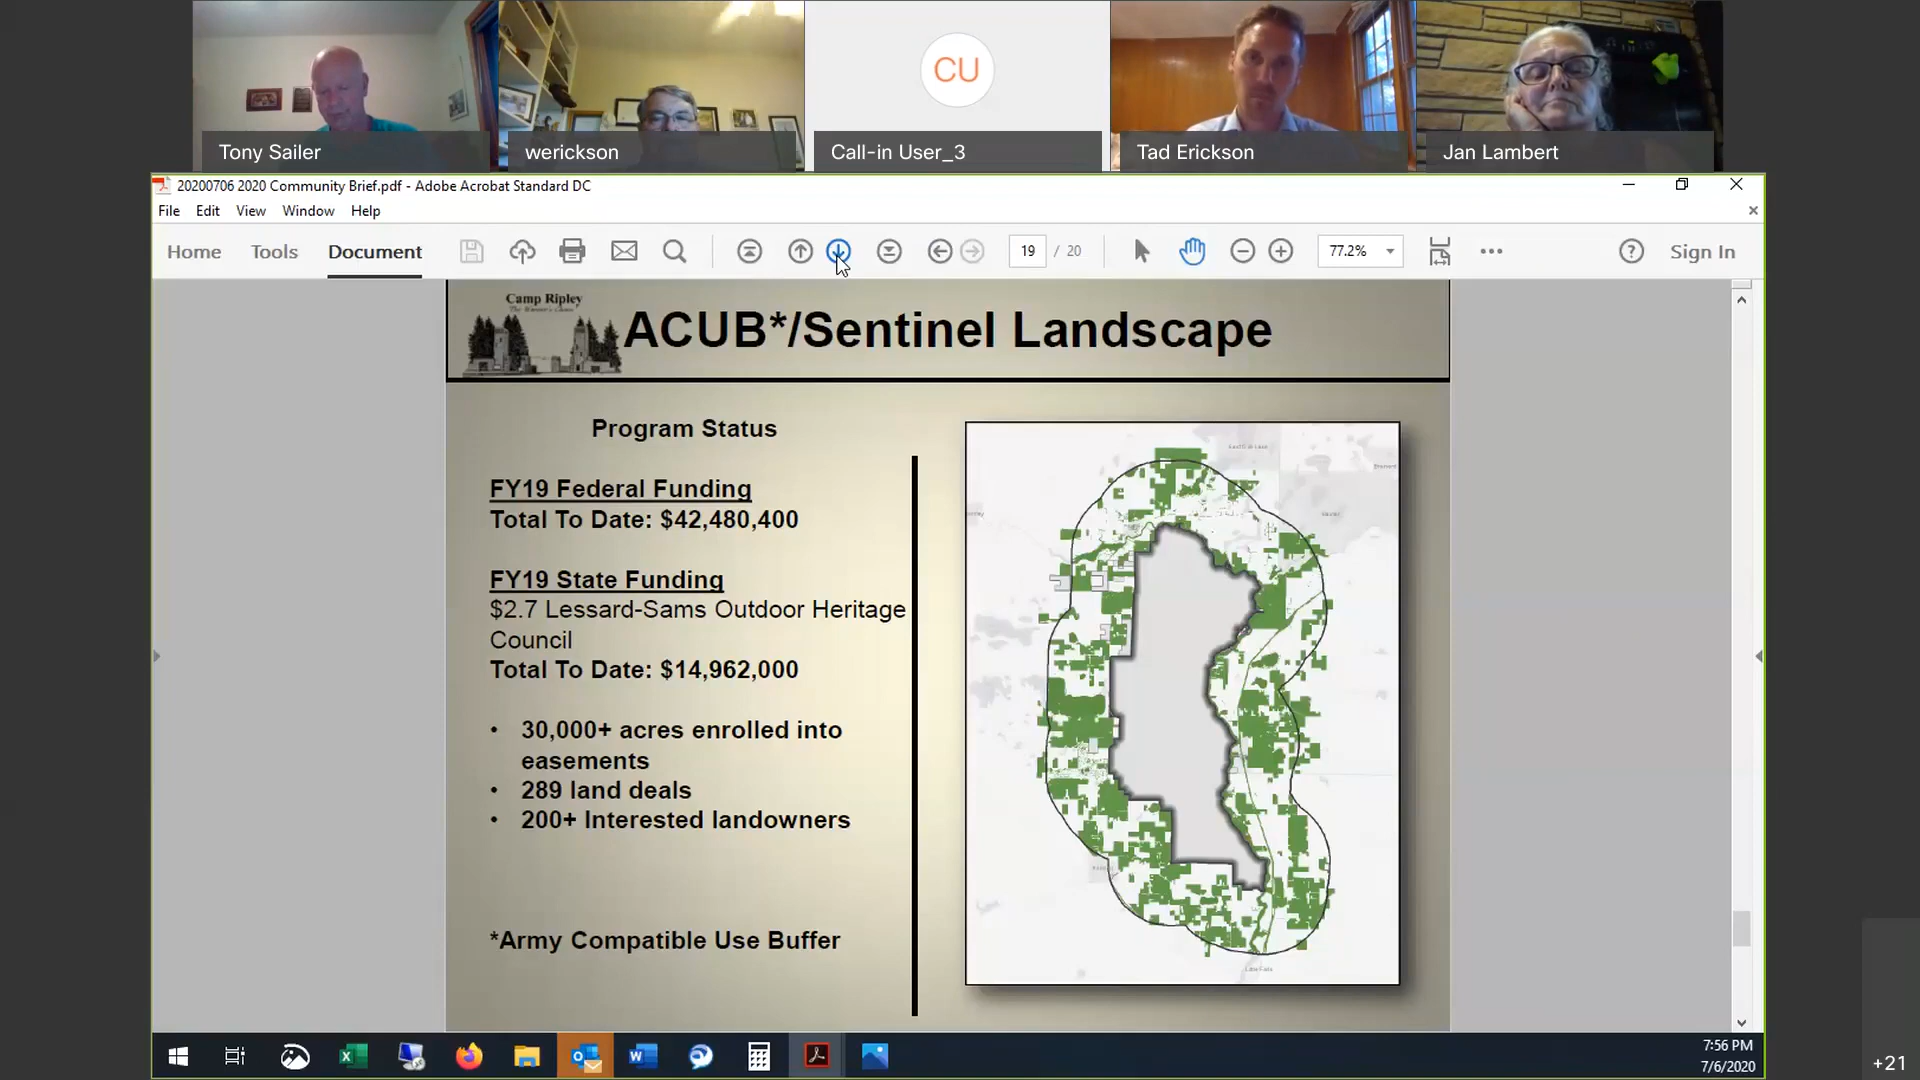 CU
Tony Sailer
werickson
Call-in User_3
Tad Erickson
Jan Lambert
20200706 2020 Community Brief.pdf - Adobe Acrobat Standard DC
File Edit View Window Help
Home Tools Document 19 / 20 77.2% Sign In
Camp Ripley
ACUB*/Sentinel Landscape
Program Status
FY19 Federal Funding
Total To Date: $42,480,400
FY19 State Funding
$2.7 Lessard-Sams Outdoor Heritage
Council
Total To Date: $14,962,000
• 30,000+ acres enrolled into
easements
• 289 land deals
• 200+ Interested landowners
*Army Compatible Use Buffer
Little Falls
7:56 PM
7/6/2020
+21